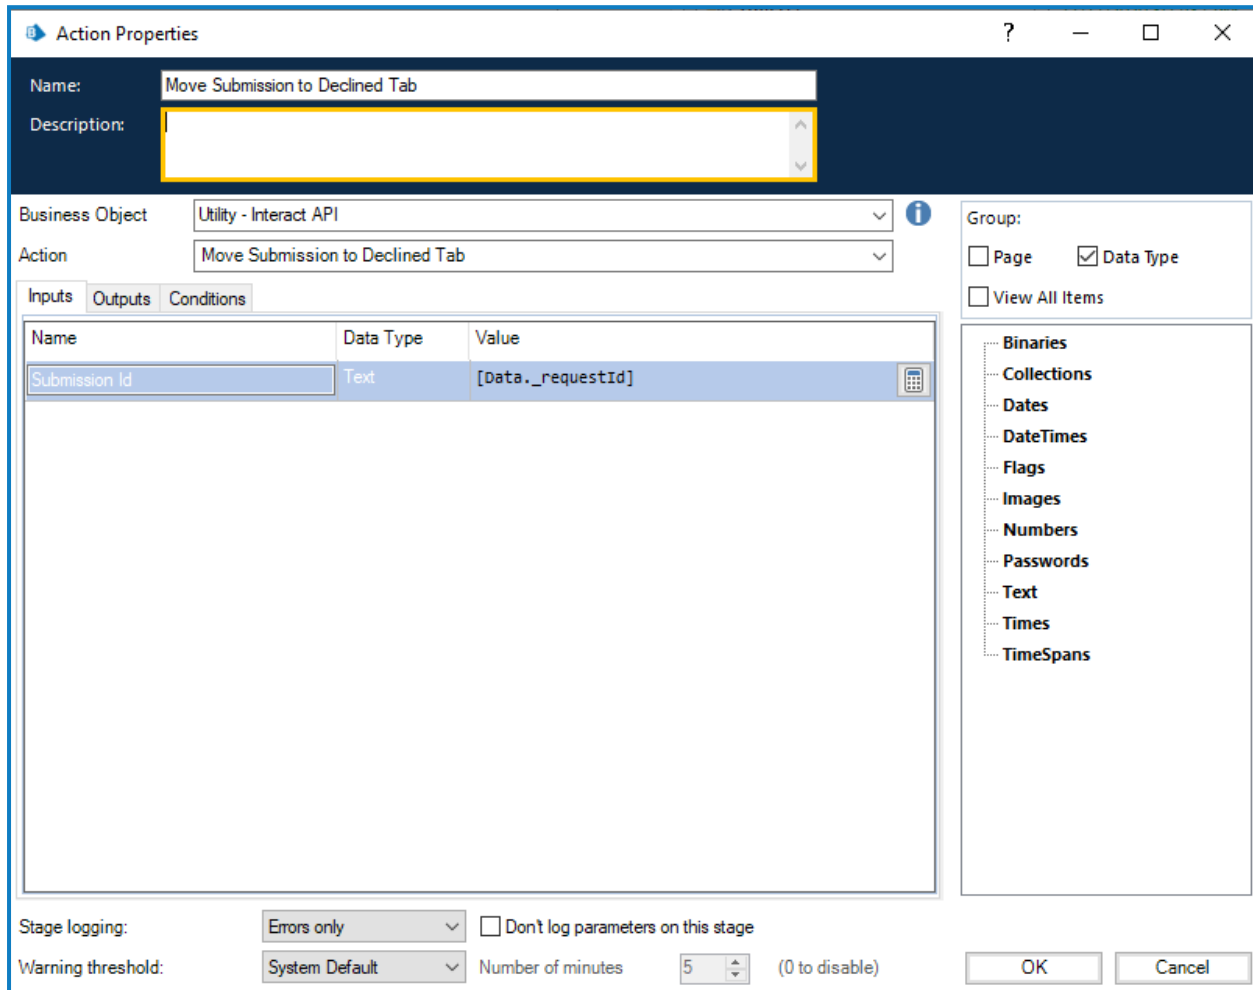 Action Properties
?
Name:
Move Submission to Declined Tab
Description:
Business Object
Utility - Interact API
Action
Move Submission to Declined Tab
Group:
Page
Data Type
View All Items
Inputs
Outputs
Conditions
Name
Data Type
Value
Submission Id
Text
[Data._requestId]
Binaries
Collections
Dates
DateTimes
Flags
Images
Numbers
Passwords
Text
Times
TimeSpans
Stage logging:
Errors only
Don't log parameters on this stage
Warning threshold:
System Default
Number of minutes
5
(0 to disable)
OK
Cancel